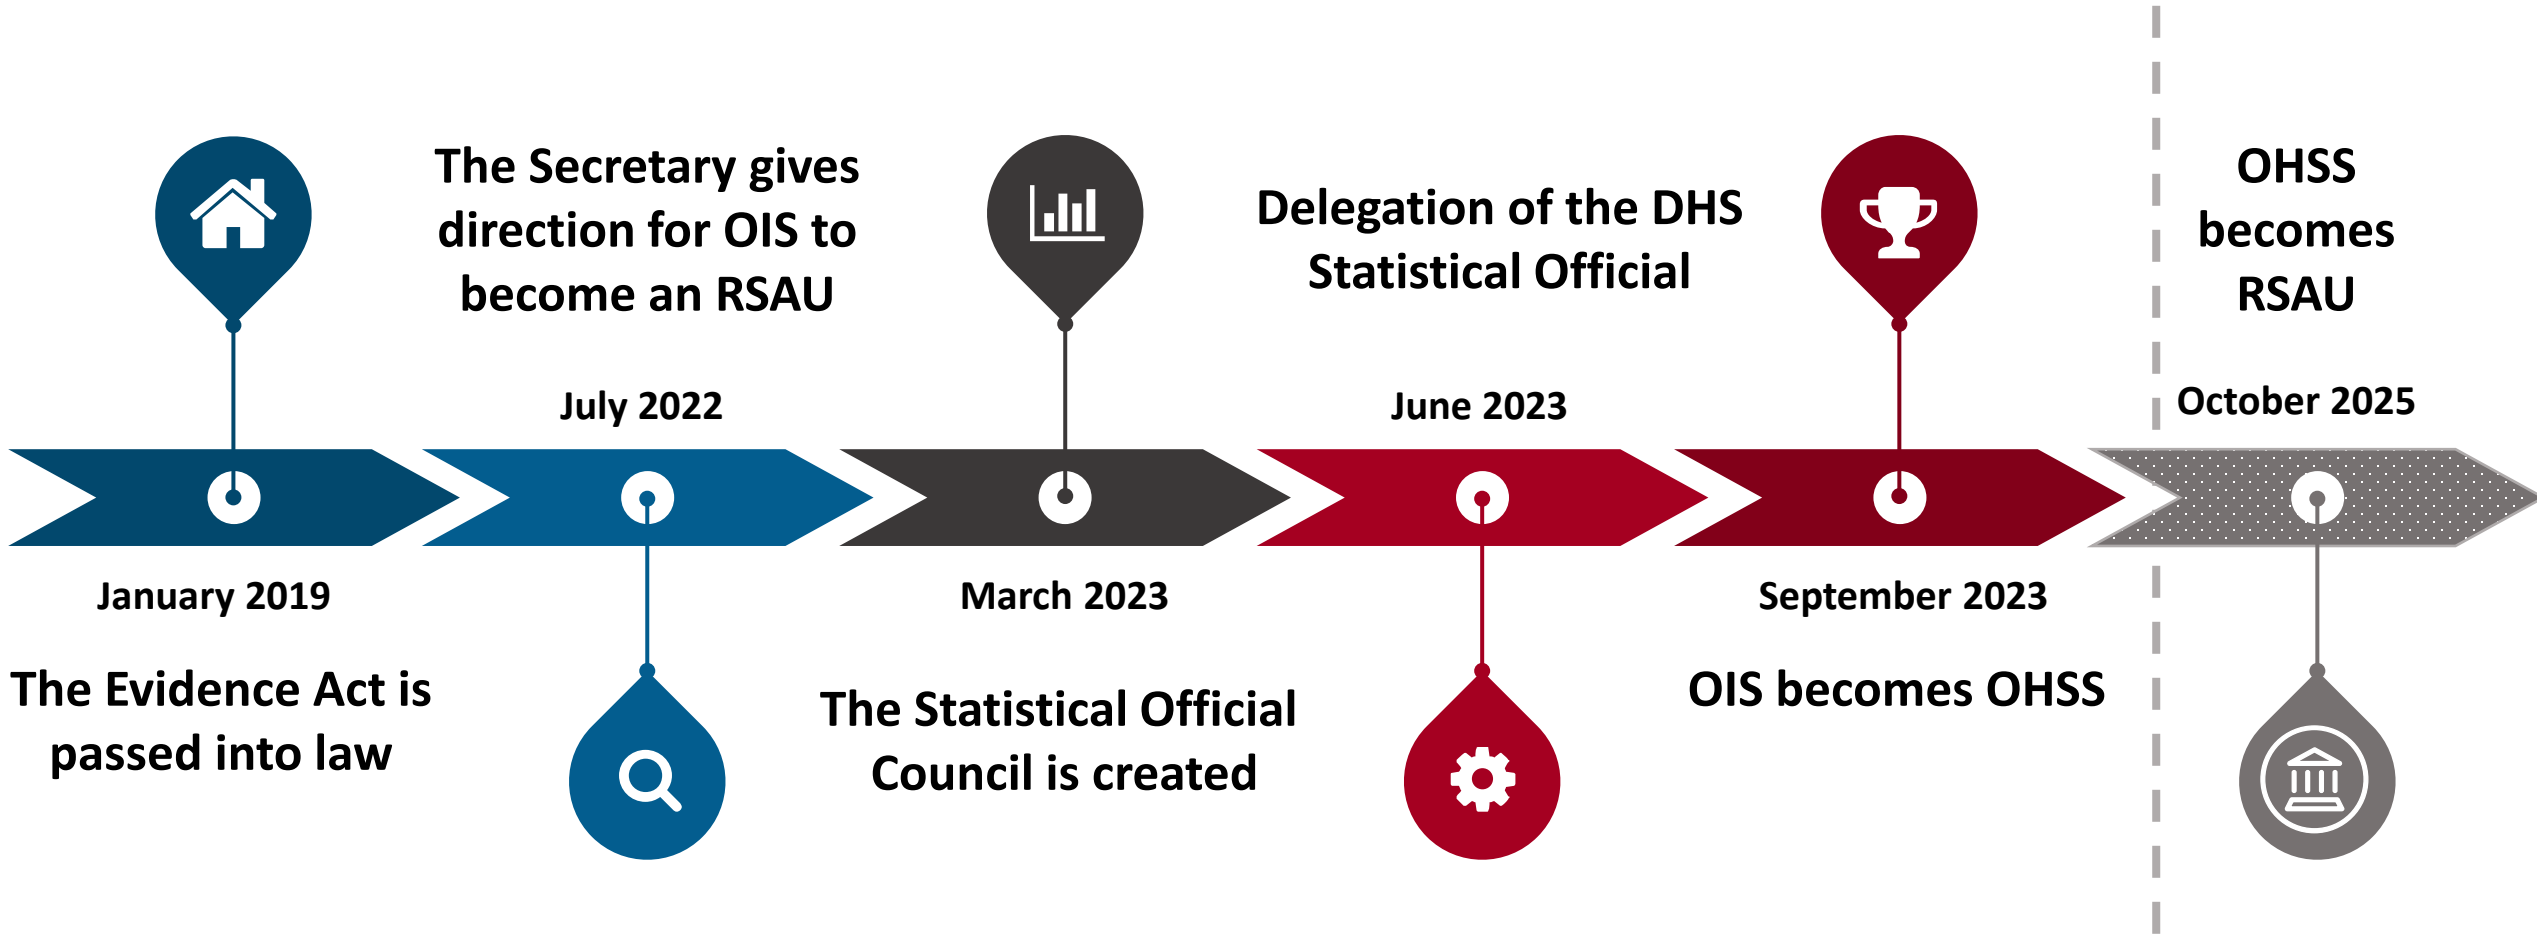 January 2019
The Evidence Act is
passed into law
The Secretary gives
direction for OIS to
become an RSAU
July 2022
March 2023
The Statistical Official
Council is created
Delegation of the DHS
Statistical Official
June 2023
September 2023
OIS becomes OHSS
OHSS
becomes
RSAU
October 2025